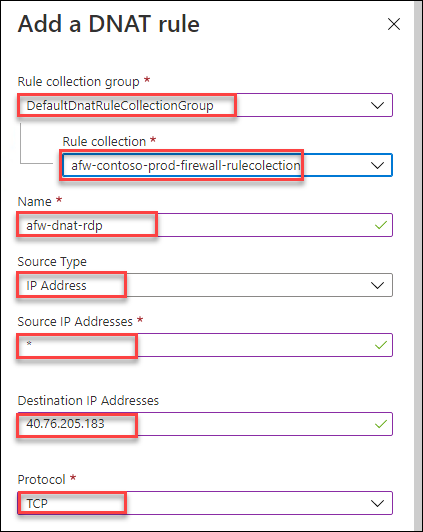 Add a DNAT rule
Rule collection group *
DefaultDnatRuleCollectionGroup
Rule collection *
afw-contoso-prod-firewall-rulecolection
Name *
afw-dnat-rdp
Source Type
IP Address
Source IP Addresses *
*
Destination IP Addresses
40.76.205.183
Protocol *
TCP